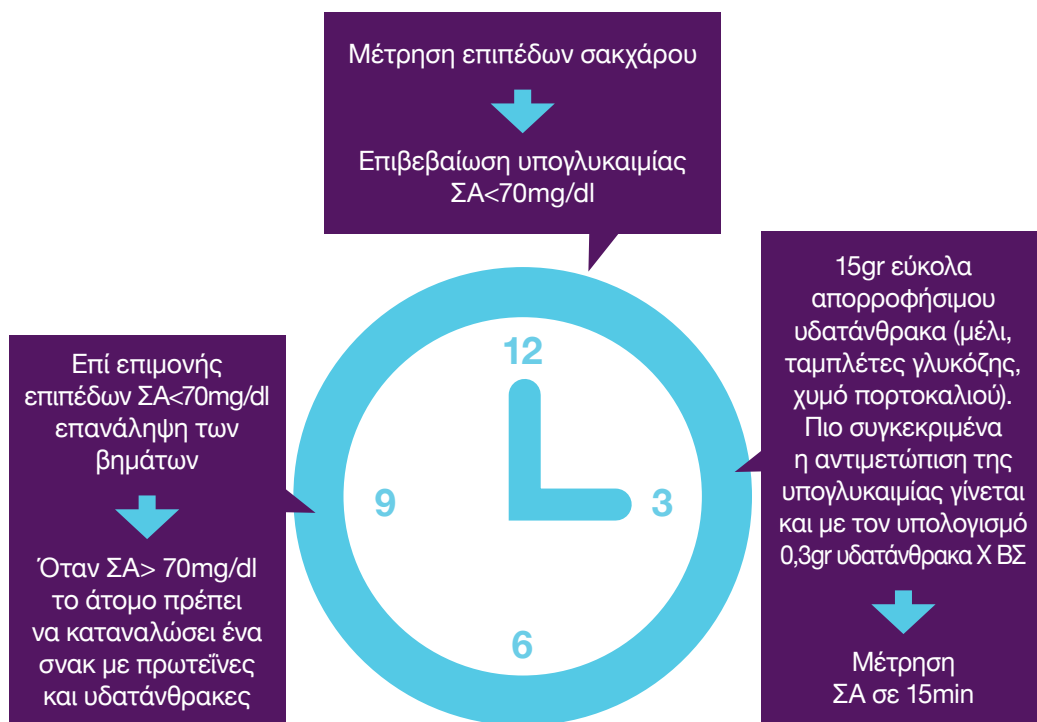 Μέτρηση επιπέδων σακχάρου
Επιβεβαίωση υπογλυκαιμίας
ΣΑ<70mg/dl
15gr εύκολα
απορροφήσιμου
υδατάνθρακα (μέλι,
ταμπλέτες γλυκόζης,
χυμό πορτοκαλιού).
Πιο συγκεκριμένα
η αντιμετώπιση της
υπογλυκαιμίας γίνεται
και με τον υπολογισμό
0,3gr υδατάνθρακα Χ ΒΣ
Μέτρηση
ΣΑ σε 15min
Επί επιμονής
επιπέδων ΣΑ<70mg/dl
επανάληψη των
βημάτων
Όταν ΣΑ> 70mg/dl
το άτομο πρέπει
να καταναλώσει ένα
σνακ με πρωτεΐνες
και υδατάνθρακες
12
3
6
9